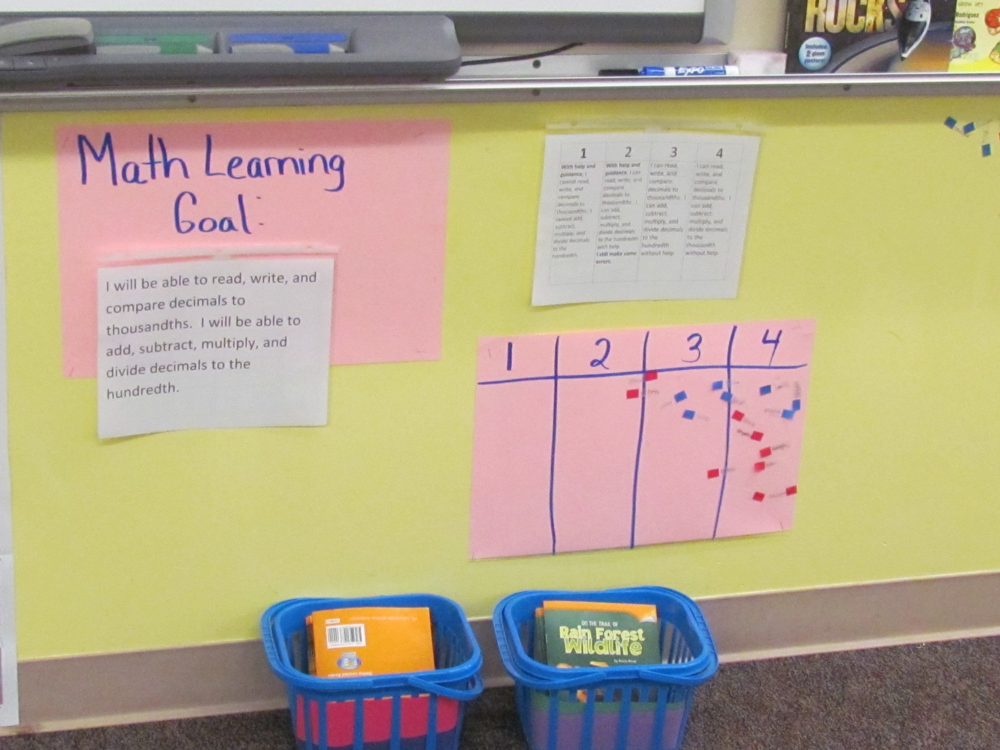 ROCKS
Includes
2 giant
posters!
Rodriguez
EXPO
Math Learning
Goal:
I will be able to read, write, and
compare decimals to
thousandths. I will be able to
add, subtract, multiply, and
divide decimals to the
hundredth.
1 2 3 4
With help and
guidance, I
cannot read,
write, and
compare
decimals to
thousandths. I
cannot add,
subtract,
multiply, and
divide decimals
to the
hundredth.
With help and
guidance, I can
read, write, and
compare
decimals to
thousandths. I
can add,
subtract,
multiply, and
divide decimals
to the hundredth
with help.
I still make some
errors.
I can read,
write, and
compare
decimals to
thousandths. I
can add,
subtract,
multiply, and
divide decimals
to the
hundredth
without help.
I can read,
write, and
compare
decimals to
thousandths. I
can add,
subtract,
multiply, and
divide decimals
to the
thousandth
without help.
1 2 3 4
ON THE TRAIL OF
Rain Forest
Wildlife